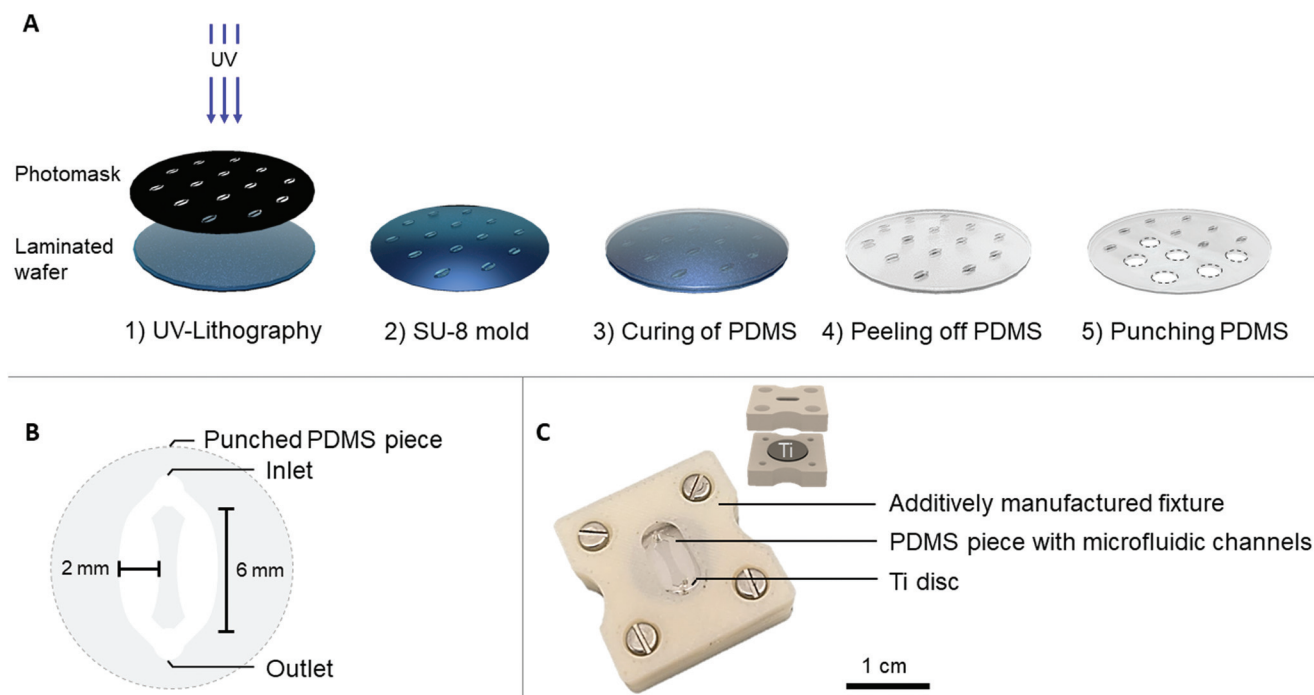 A
UV
Photomask
Laminated
wafer
1) UV-Lithography
2) SU-8 mold
3) Curing of PDMS
4) Peeling off PDMS
5) Punching PDMS
B
Punched PDMS piece
Inlet
2 mm
6 mm
Outlet
C
Ti
Additively manufactured fixture
PDMS piece with microfluidic channels
Ti disc
1 cm